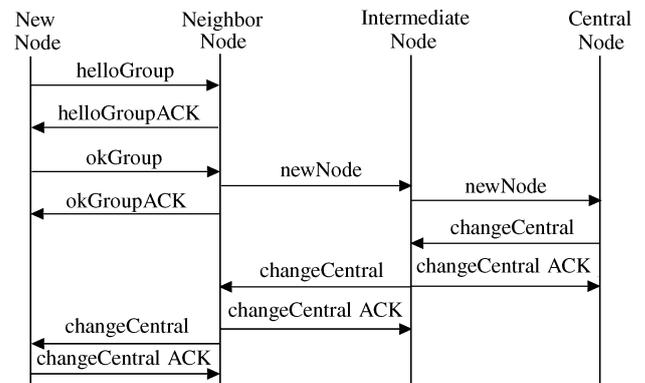 New
Node
Neighbor
Node
Intermediate
Node
Central
Node
helloGroup
helloGroupACK
okGroup
newNode
newNode
okGroupACK
changeCentral
changeCentral
changeCentral ACK
changeCentral ACK
changeCentral
changeCentral ACK